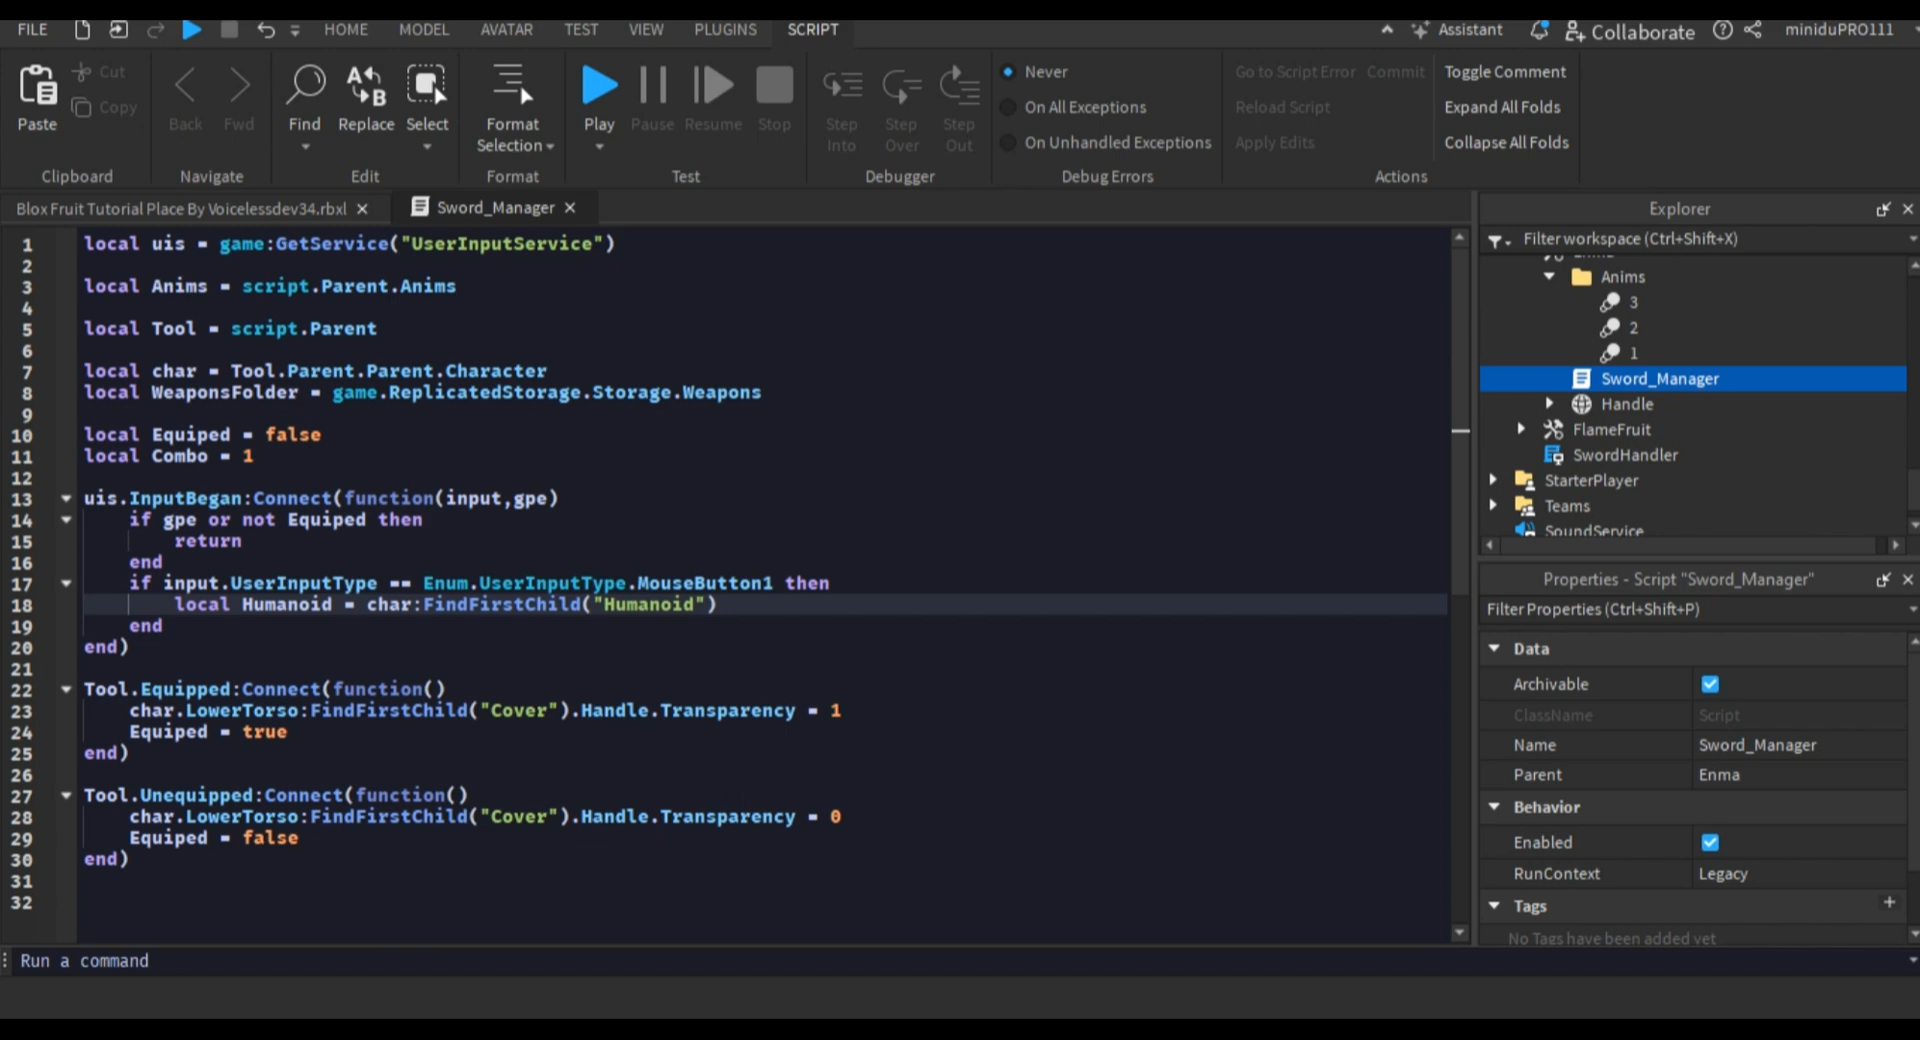 FILE HOME MODEL AVATAR TEST VIEW PLUGINS SCRIPT Assistant Collaborate miniduPRO111
Paste Cut Copy
Clipboard
Back Fwd
Navigate
Find Replace Select
Edit
Format Selection
Format
Play Pause Resume Stop
Test
Step Into Step Over Step Out
Debugger
Never
On All Exceptions
On Unhandled Exceptions
Debug Errors
Go to Script Error Commit
Reload Script
Apply Edits
Toggle Comment
Expand All Folds
Collapse All Folds
Actions
Blox Fruit Tutorial Place By Voicelessdev34.rbxl Sword_Manager
1 local uis = game:GetService("UserInputService")
2
3 local Anims = script.Parent.Anims
4
5 local Tool = script.Parent
6
7 local char = Tool.Parent.Parent.Character
8 local WeaponsFolder = game.ReplicatedStorage.Storage.Weapons
9
10 local Equiped = false
11 local Combo = 1
12
13 uis.InputBegan:Connect(function(input,gpe)
14 if gpe or not Equiped then
15 return
16 end
17 if input.UserInputType == Enum.UserInputType.MouseButton1 then
18 local Humanoid = char:FindFirstChild("Humanoid")
19 end
20 end)
21
22 Tool.Equipped:Connect(function()
23 char.LowerTorso:FindFirstChild("Cover").Handle.Transparency = 1
24 Equiped = true
25 end)
26
27 Tool.Unequipped:Connect(function()
28 char.LowerTorso:FindFirstChild("Cover").Handle.Transparency = 0
29 Equiped = false
30 end)
31
32
Run a command
Explorer
Filter workspace (Ctrl+Shift+X)
Anims
3
2
1
Sword_Manager
Handle
FlameFruit
SwordHandler
StarterPlayer
Teams
SoundService
Properties - Script "Sword_Manager"
Filter Properties (Ctrl+Shift+P)
Data
Archivable
ClassName Script
Name Sword_Manager
Parent Enma
Behavior
Enabled
RunContext Legacy
Tags +
No Tags have been added yet